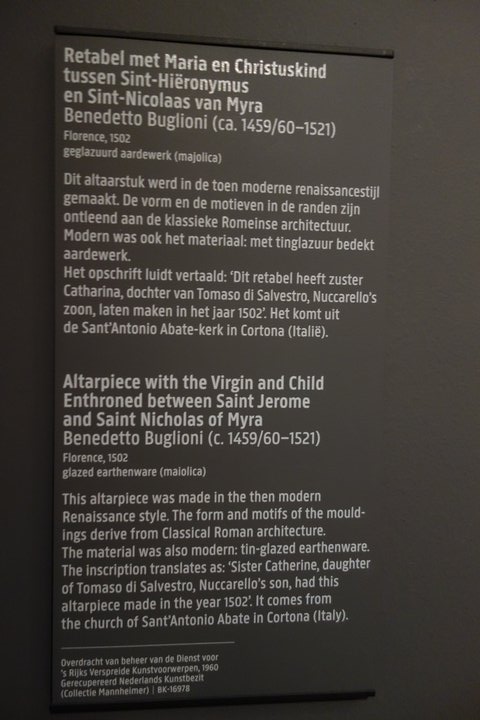 Retabel met Maria en Christuskind
tussen Sint-Hiëronymus
en Sint-Nicolaas van Myra
Benedetto Buglioni (ca. 1459/60–1521)
Florence, 1502
geglazuurd aardewerk (majolica)
Dit altaarstuk werd in de toen moderne renaissancestijl
gemaakt. De vorm en de motieven in de randen zijn
ontleend aan de klassieke Romeinse architectuur.
Modern was ook het materiaal: met tinglazuur bedekt
aardewerk.
Het opschrift luidt vertaald: ‘Dit retabel heeft zuster
Catharina, dochter van Tomaso di Salvestro, Nuccarello’s
zoon, laten maken in het jaar 1502’. Het komt uit
de Sant’Antonio Abate-kerk in Cortona (Italië).
Altarpiece with the Virgin and Child
Enthroned between Saint Jerome
and Saint Nicholas of Myra
Benedetto Buglioni (c. 1459/60–1521)
Florence, 1502
glazed earthenware (maiolica)
This altarpiece was made in the then modern
Renaissance style. The form and motifs of the mould-
ings derive from Classical Roman architecture.
The material was also modern: tin-glazed earthenware.
The inscription translates as: ‘Sister Catherine, daughter
of Tomaso di Salvestro, Nuccarello’s son, had this
altarpiece made in the year 1502’. It comes from
the church of Sant’Antonio Abate in Cortona (Italy).
Overdracht van beheer van de Dienst voor
’s Rijks Verspreide Kunstvoorwerpen, 1960
Gerecupereerd Nederlands Kunstbezit
(Collectie Mannheimer) | BK-16978